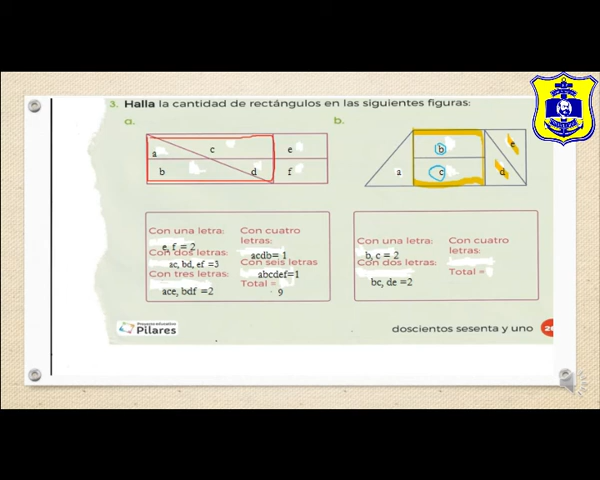 3. Halla la cantidad de rectángulos en las siguientes figuras:
a.
b.
a
c
e
b
d
f
b
e
a
c
d
Con una letra:
e, f = 2
Con dos letras:
ac, bd, ef =3
Con tres letras:
ace, bdf =2
Con cuatro
letras:
acdb= 1
Con seis letras
abcdef=1
Total =
9
Con una letra:
b, c = 2
Con dos letras:
bc, de =2
Con cuatro
letras:
Total =
Pilares
doscientos sesenta y uno